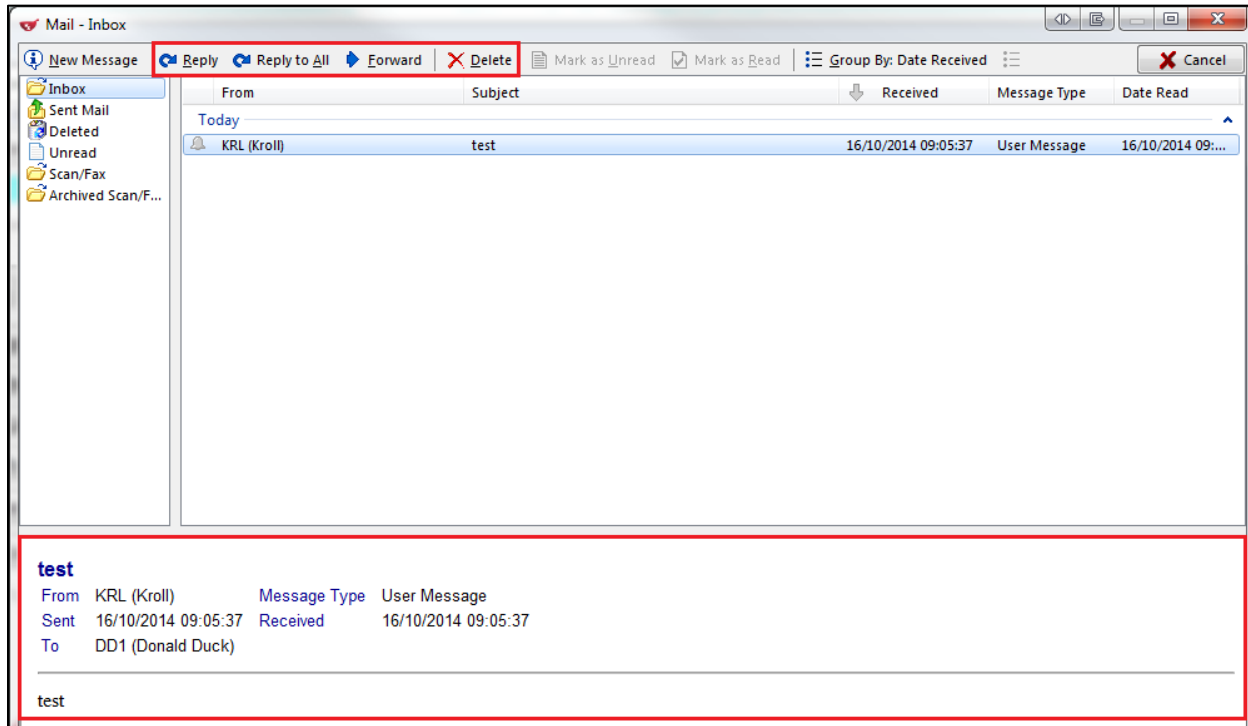 Mail - Inbox
New Message Reply Reply to All Forward Delete Mark as Unread Mark as Read Group By: Date Received Cancel
Inbox
Sent Mail
Deleted
Unread
Scan/Fax
Archived Scan/F...
From Subject Received Message Type Date Read
Today
KRL (Kroll) test 16/10/2014 09:05:37 User Message 16/10/2014 09:...
test
From KRL (Kroll) Message Type User Message
Sent 16/10/2014 09:05:37 Received 16/10/2014 09:05:37
To DD1 (Donald Duck)
test